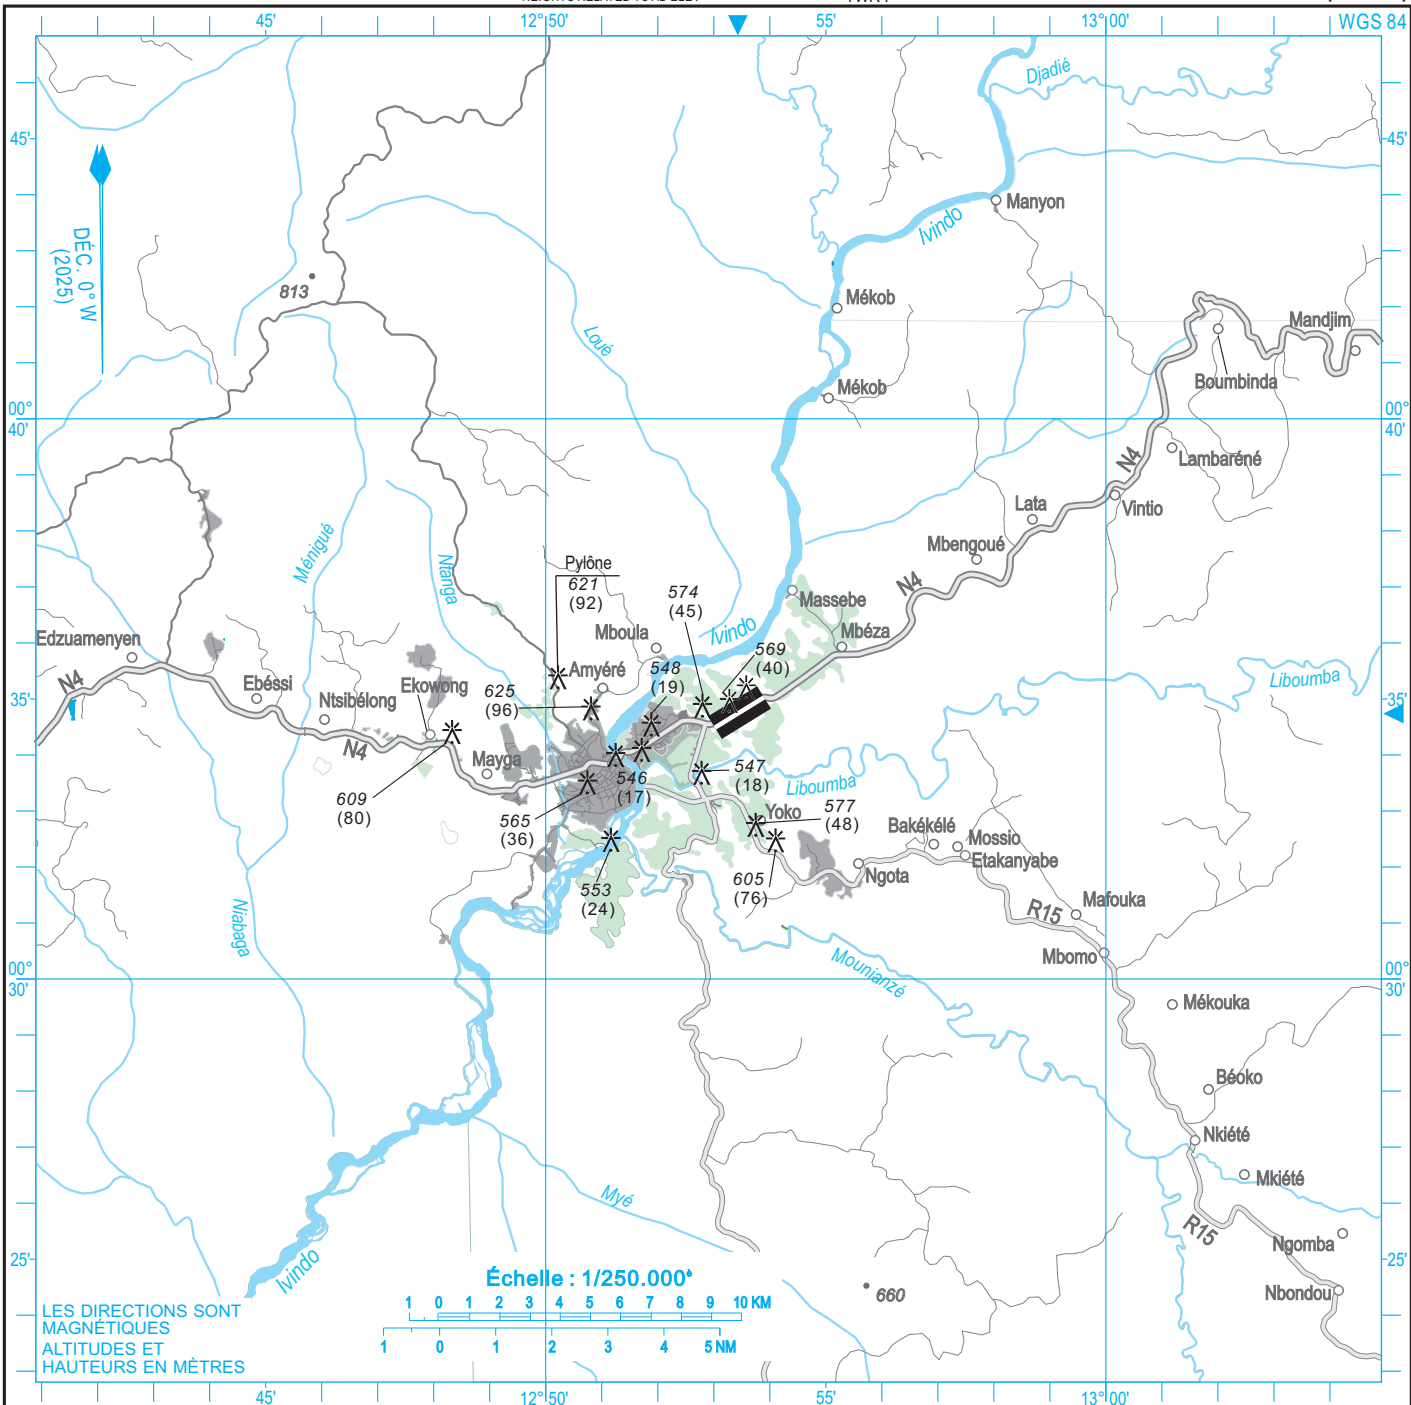 45'
12°50'
55'
13°00'
WGS 84
Djadié
45'
45'
Manyon
Ivindo
DÉC. 0° W
(2025)
813
Mékob
Mandjim
Loué
Boumbinda
Mékob
00°
40'
00°
40'
N4
Lambaréné
Vintio
Lata
Ménigué
Mbengoué
Ntanga
Pylône
621
(92)
574
(45)
N4
Massebe
Mboula
Ivindo
Mbéza
Edzuamenyen
569
(40)
548
(19)
Amyéré
N4
Ebéssi
Ntsibélong
Ekowong
625
(96)
Liboumba
35'
35'
N4
Mayga
547
(18)
546
(17)
Liboumba
609
(80)
565
(36)
Yoko
577
(48)
Bakékélé
Mossio
Etakanyabe
Ngota
605
(76)
553
(24)
Mafouka
R15
Niabaga
Mbomo
Mounianzé
00°
30'
00°
30'
Mékouka
Béoko
Nkiété
Mkiété
Myé
R15
Ngomba
Ivindo
25'
25'
Échelle : 1/250.000
660
Nbondou
1 0 1 2 3 4 5 6 7 8 9 10 KM
1 0 1 2 3 4 5 NM
LES DIRECTIONS SONT
MAGNÉTIQUES
ALTITUDES ET
HAUTEURS EN MÈTRES
45'
12°50'
55'
13°00'